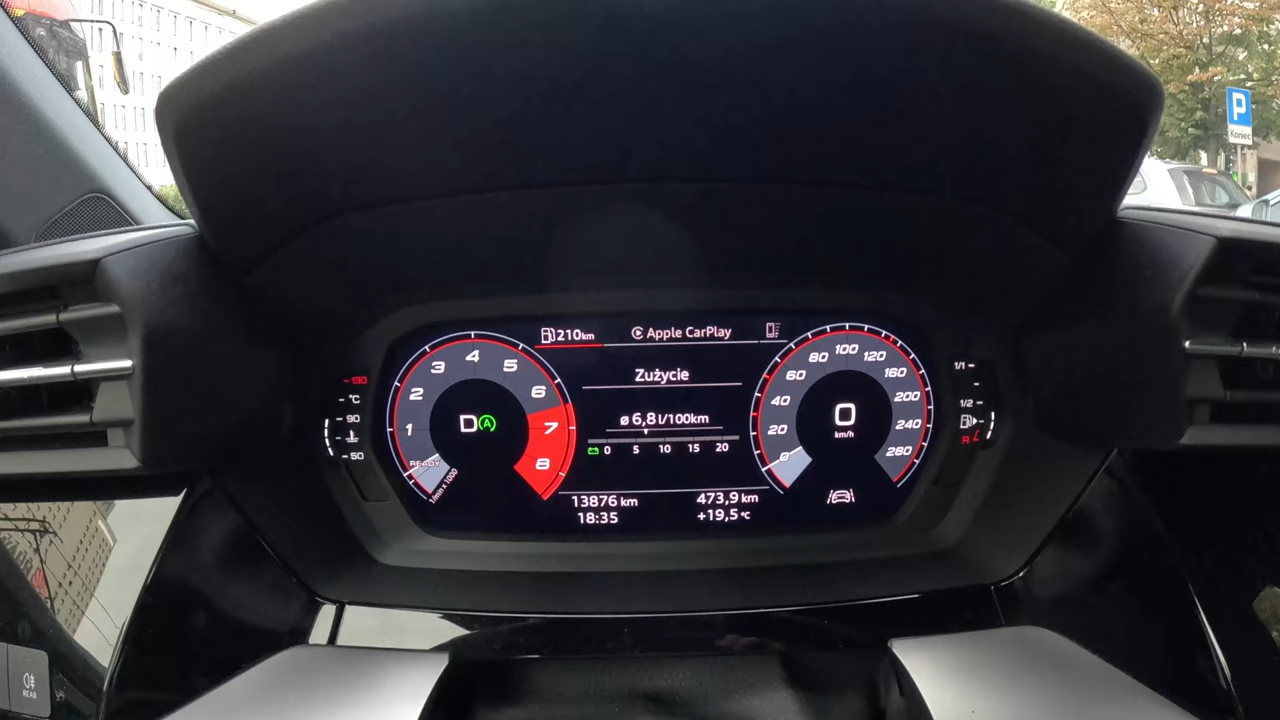 P
Koniec
210km
Apple CarPlay
Zużycie
ø 6,8 l/100km
0 5 10 15 20
13876 km
473,9 km
18:35
+19,5 °C
1 2 3 4 5 6 7 8
READY
1/min x 1000
D A
0 20 40 60 80 100 120 160 200 240 280
0
km/h
130
°C
90
50
1/1
1/2
R
REAR